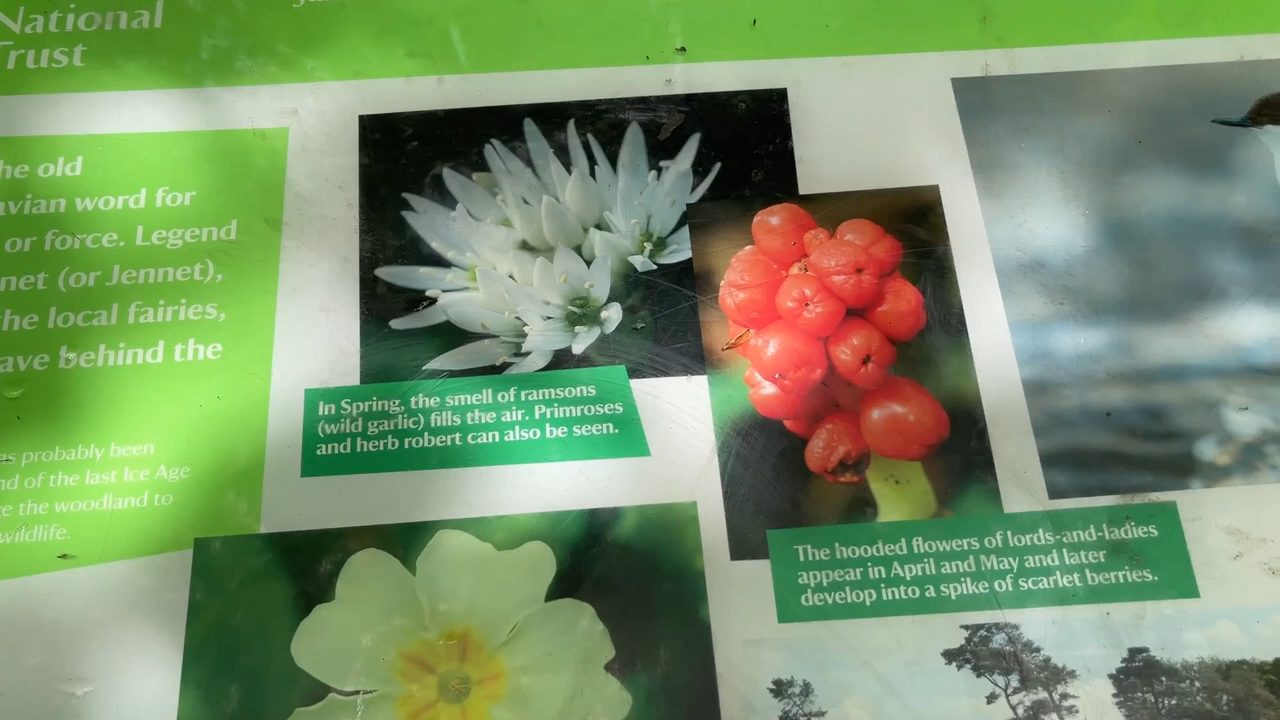 National
Trust
he old
avian word for
or force. Legend
net (or Jennet),
he local fairies,
ave behind the
as probably been
nd of the last Ice Age
re the woodland to
wildlife.
In Spring, the smell of ramsons
(wild garlic) fills the air. Primroses
and herb robert can also be seen.
The hooded flowers of lords-and-ladies
appear in April and May and later
develop into a spike of scarlet berries.